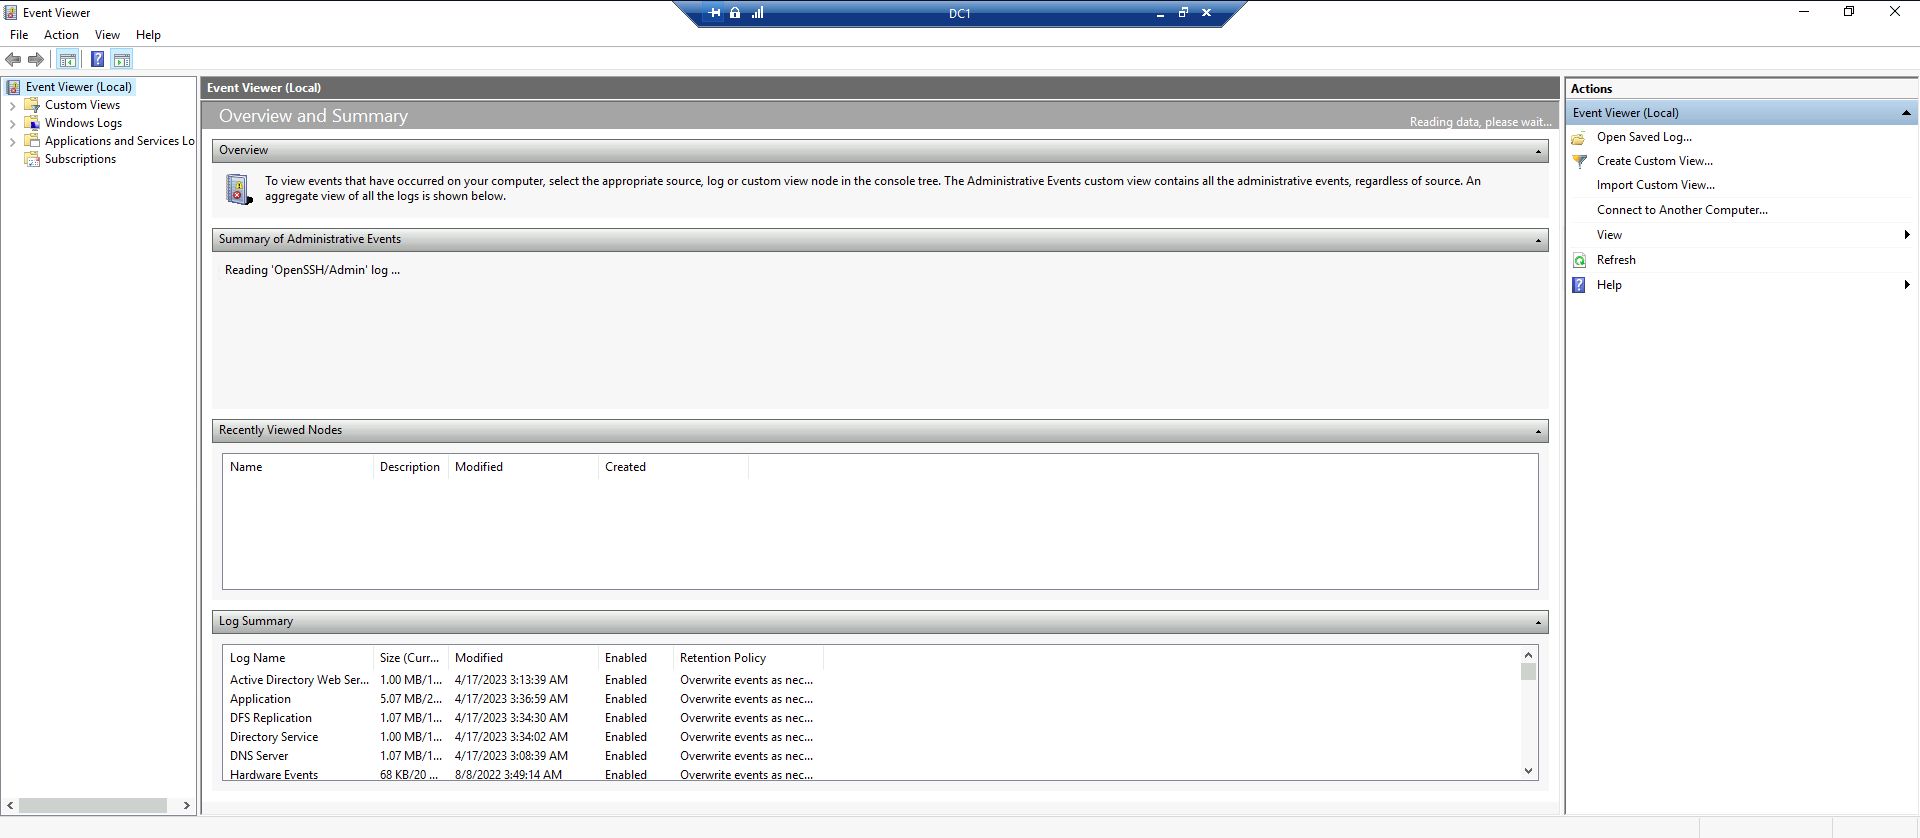 Event Viewer
DC1
File Action View Help
Event Viewer (Local)
Custom Views
Windows Logs
Applications and Services Lo
Subscriptions
Event Viewer (Local)
Overview and Summary
Reading data, please wait...
Overview
To view events that have occurred on your computer, select the appropriate source, log or custom view node in the console tree. The Administrative Events custom view contains all the administrative events, regardless of source. An
aggregate view of all the logs is shown below.
Summary of Administrative Events
Reading 'OpenSSH/Admin' log ...
Recently Viewed Nodes
Name Description Modified Created
Log Summary
Log Name Size (Curr... Modified Enabled Retention Policy
Active Directory Web Ser... 1.00 MB/1... 4/17/2023 3:13:39 AM Enabled Overwrite events as nec...
Application 5.07 MB/2... 4/17/2023 3:36:59 AM Enabled Overwrite events as nec...
DFS Replication 1.07 MB/1... 4/17/2023 3:34:30 AM Enabled Overwrite events as nec...
Directory Service 1.00 MB/1... 4/17/2023 3:34:02 AM Enabled Overwrite events as nec...
DNS Server 1.07 MB/1... 4/17/2023 3:08:39 AM Enabled Overwrite events as nec...
Hardware Events 68 KB/20 ... 8/8/2022 3:49:14 AM Enabled Overwrite events as nec...
Actions
Event Viewer (Local)
Open Saved Log...
Create Custom View...
Import Custom View...
Connect to Another Computer...
View
Refresh
Help